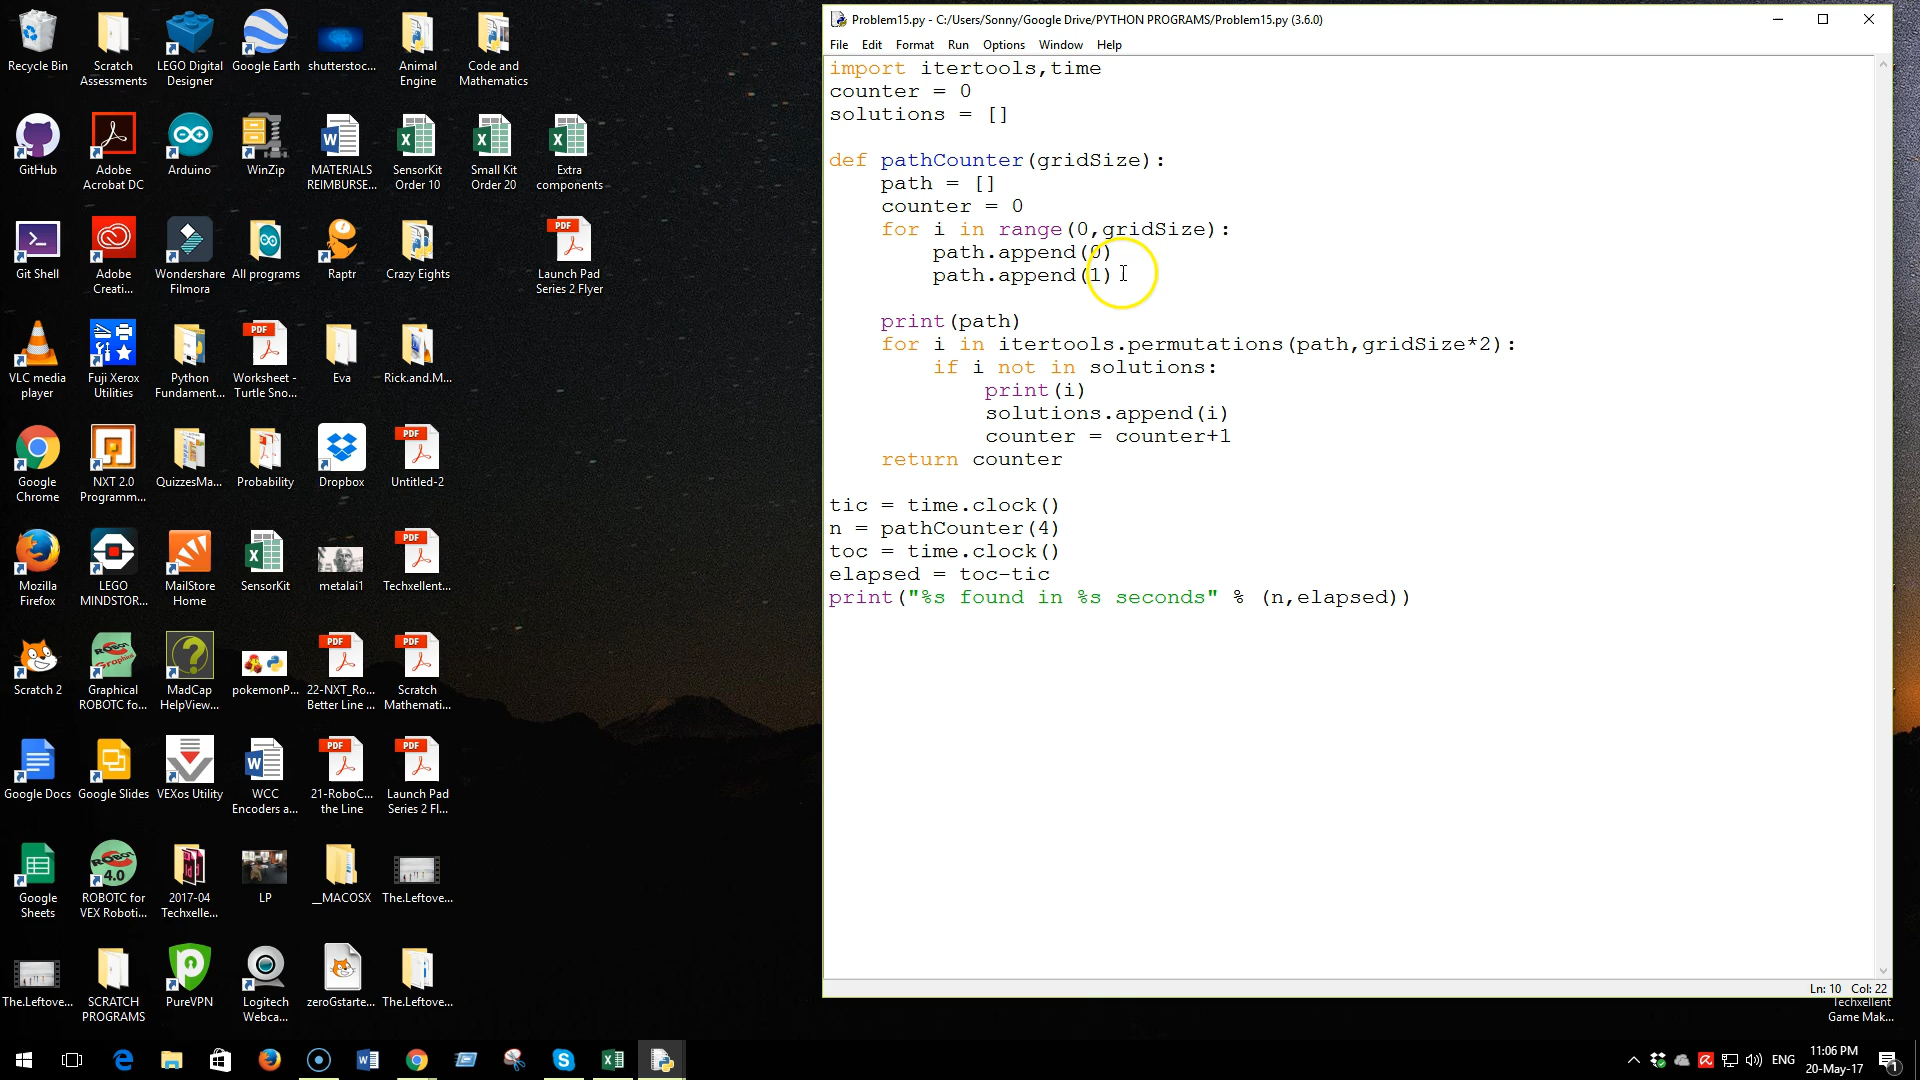 Recycle Bin
Scratch
Assessments
LEGO Digital
Designer
Google Earth
shutterstoc...
Animal
Engine
Code and
Mathematics
GitHub
Adobe
Acrobat DC
Arduino
WinZip
MATERIALS
REIMBURSE...
SensorKit
Order 10
Small Kit
Order 20
Extra
components
Git Shell
Adobe
Creati...
Wondershare
Filmora
All programs
Raptr
Crazy Eights
PDF
Launch Pad
Series 2 Flyer
VLC media
player
Fuji Xerox
Utilities
Python
Fundament...
PDF
Worksheet -
Turtle Sno...
Eva
Rick.and.M...
Google
Chrome
NXT 2.0
Programm...
QuizzesMa...
Probability
Dropbox
PDF
Untitled-2
Mozilla
Firefox
LEGO
MINDSTOR...
MailStore
Home
SensorKit
metalai1
PDF
Techxellent...
Scratch 2
Graphical
ROBOTC fo...
MadCap
HelpView...
pokemonP...
PDF
22-NXT_Ro...
Better Line ...
PDF
Scratch
Mathemati...
Google Docs
Google Slides
VEXos Utility
WCC
Encoders a...
PDF
21-RoboC...
the Line
PDF
Launch Pad
Series 2 Fl...
Google
Sheets
4.0
ROBOTC for
VEX Roboti...
2017-04
Techxelle...
LP
__MACOSX
The.Leftove...
The.Leftove...
SCRATCH
PROGRAMS
PureVPN
Logitech
Webca...
zeroGstarte...
The.Leftove...
Problem15.py - C:/Users/Sonny/Google Drive/PYTHON PROGRAMS/Problem15.py (3.6.0)
File Edit Format Run Options Window Help
import itertools,time
counter = 0
solutions = []
def pathCounter(gridSize):
    path = []
    counter = 0
    for i in range(0,gridSize):
        path.append(0)
        path.append(1)
    print(path)
    for i in itertools.permutations(path,gridSize*2):
        if i not in solutions:
            print(i)
            solutions.append(i)
            counter = counter+1
    return counter
tic = time.clock()
n = pathCounter(4)
toc = time.clock()
elapsed = toc-tic
print("%s found in %s seconds" % (n,elapsed))
Ln: 10 Col: 22
Techxellent
Game Mak...
ENG
11:06 PM
20-May-17
1